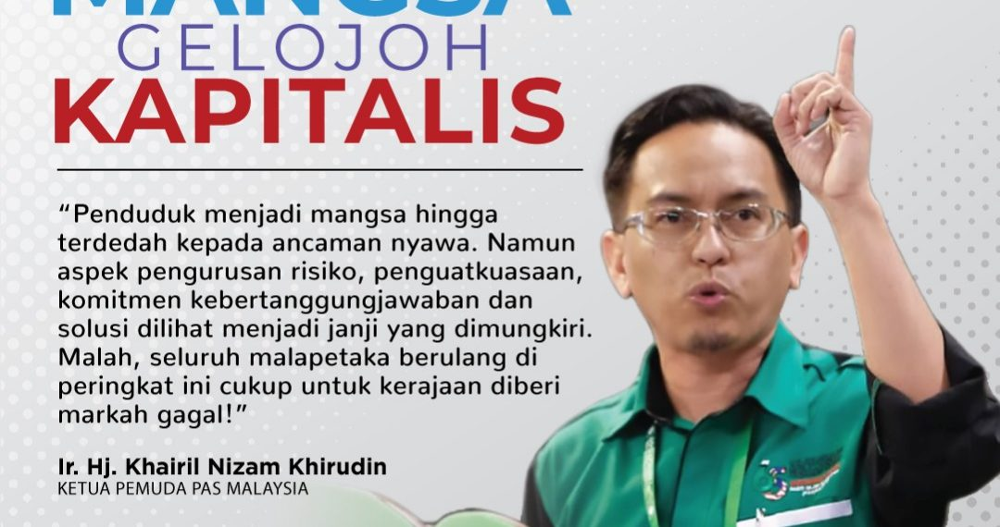 MANGSA
GELOJOH
KAPITALIS
“Penduduk menjadi mangsa hingga
terdedah kepada ancaman nyawa. Namun
aspek pengurusan risiko, penguatkuasaan,
komitmen kebertanggungjawaban dan
solusi dilihat menjadi janji yang dimungkiri.
Malah, seluruh malapetaka berulang di
peringkat ini cukup untuk kerajaan diberi
markah gagal!”
Ir. Hj. Khairil Nizam Khirudin
KETUA PEMUDA PAS MALAYSIA